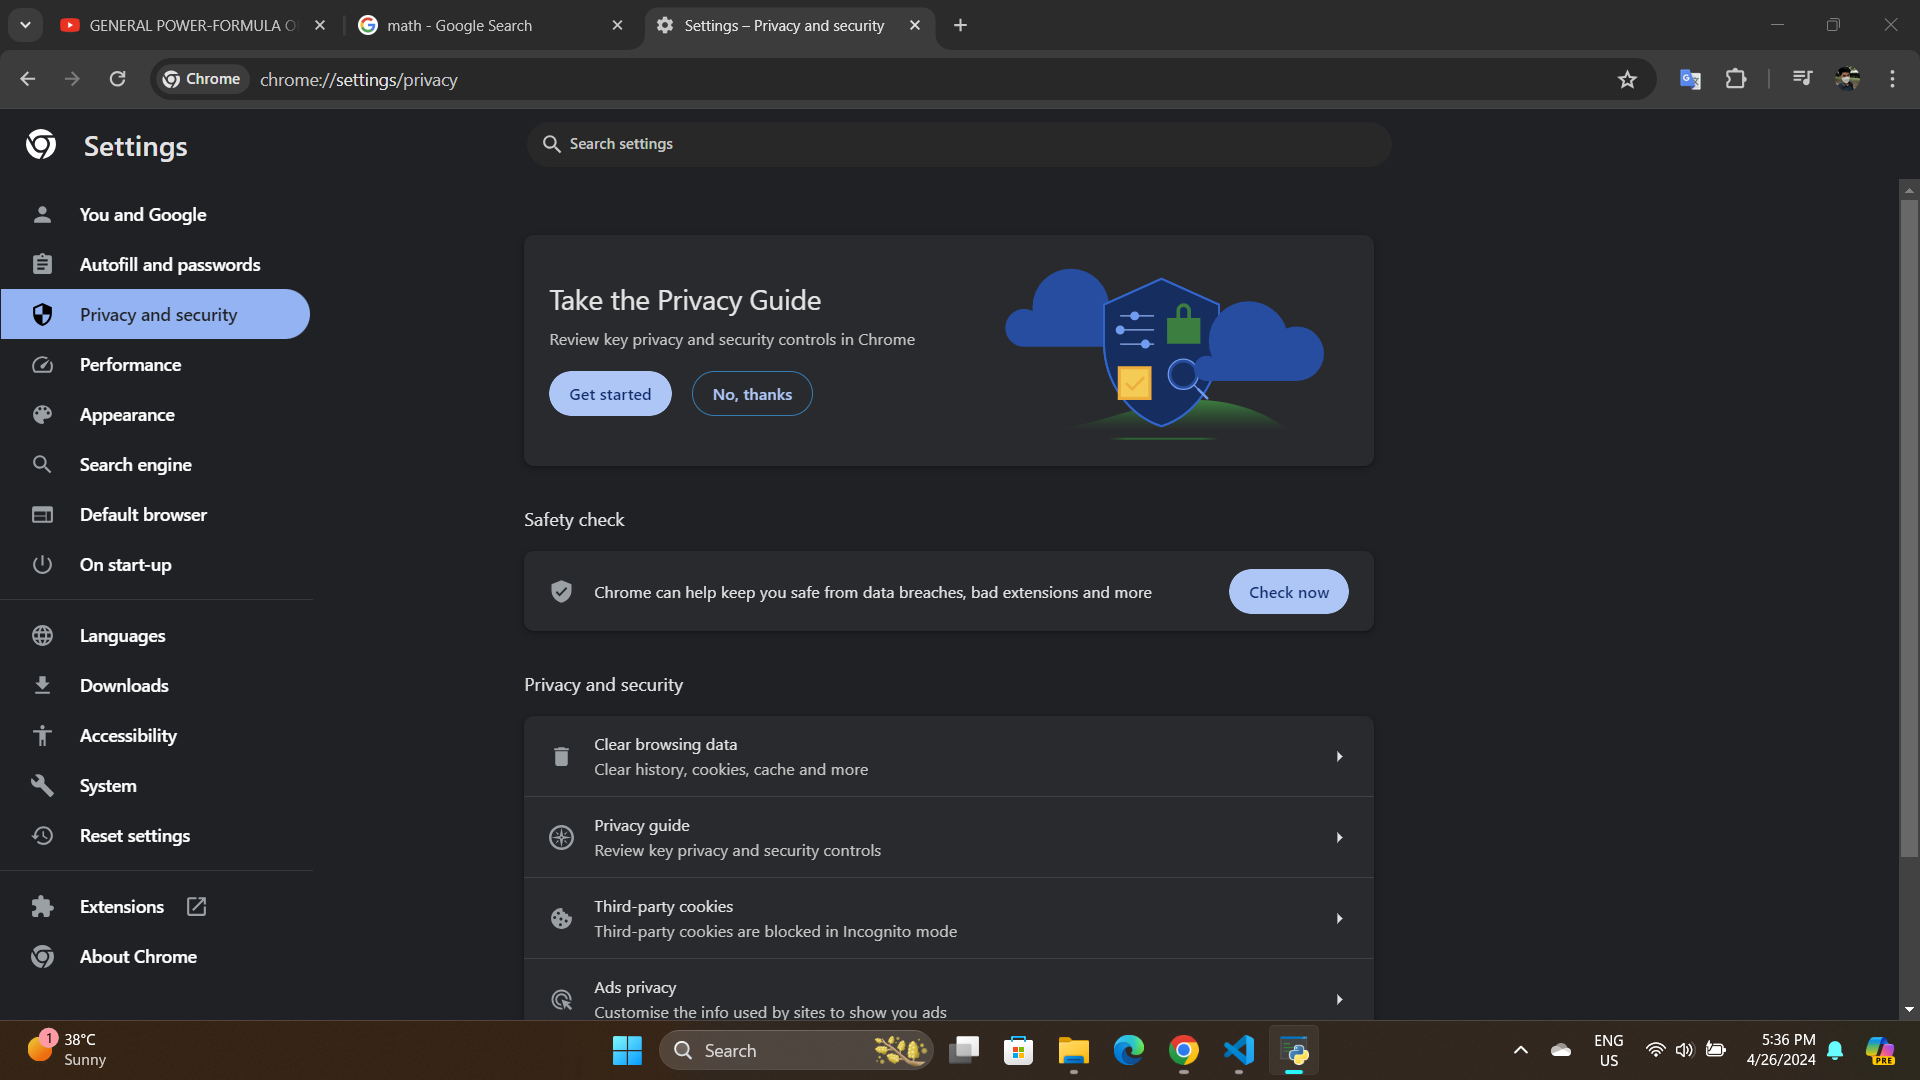 GENERAL POWER-FORMULA O
math - Google Search
Settings – Privacy and security
Chrome
chrome://settings/privacy
Settings
Search settings
You and Google
Autofill and passwords
Privacy and security
Performance
Appearance
Search engine
Default browser
On start-up
Languages
Downloads
Accessibility
System
Reset settings
Extensions
About Chrome
Take the Privacy Guide
Review key privacy and security controls in Chrome
Get started
No, thanks
Safety check
Chrome can help keep you safe from data breaches, bad extensions and more
Check now
Privacy and security
Clear browsing data
Clear history, cookies, cache and more
Privacy guide
Review key privacy and security controls
Third-party cookies
Third-party cookies are blocked in Incognito mode
Ads privacy
Customise the info used by sites to show you ads
1
38°C
Sunny
Search
ENG
US
5:36 PM
4/26/2024
PRE